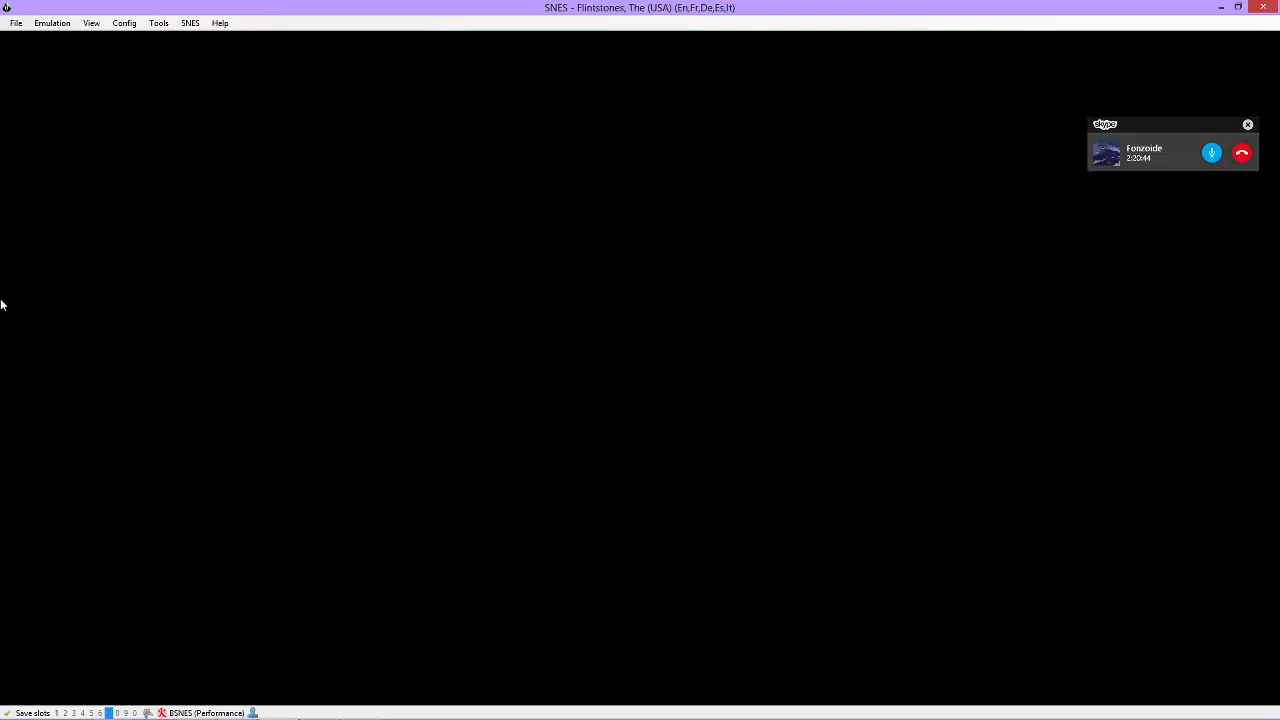 SNES - Flintstones, The (USA) (En,Fr,De,Es,It)
File Emulation View Config Tools SNES Help
skype
Fonzoide
2:20:44
Save slots 1 2 3 4 5 6 8 9 0 BSNES (Performance)